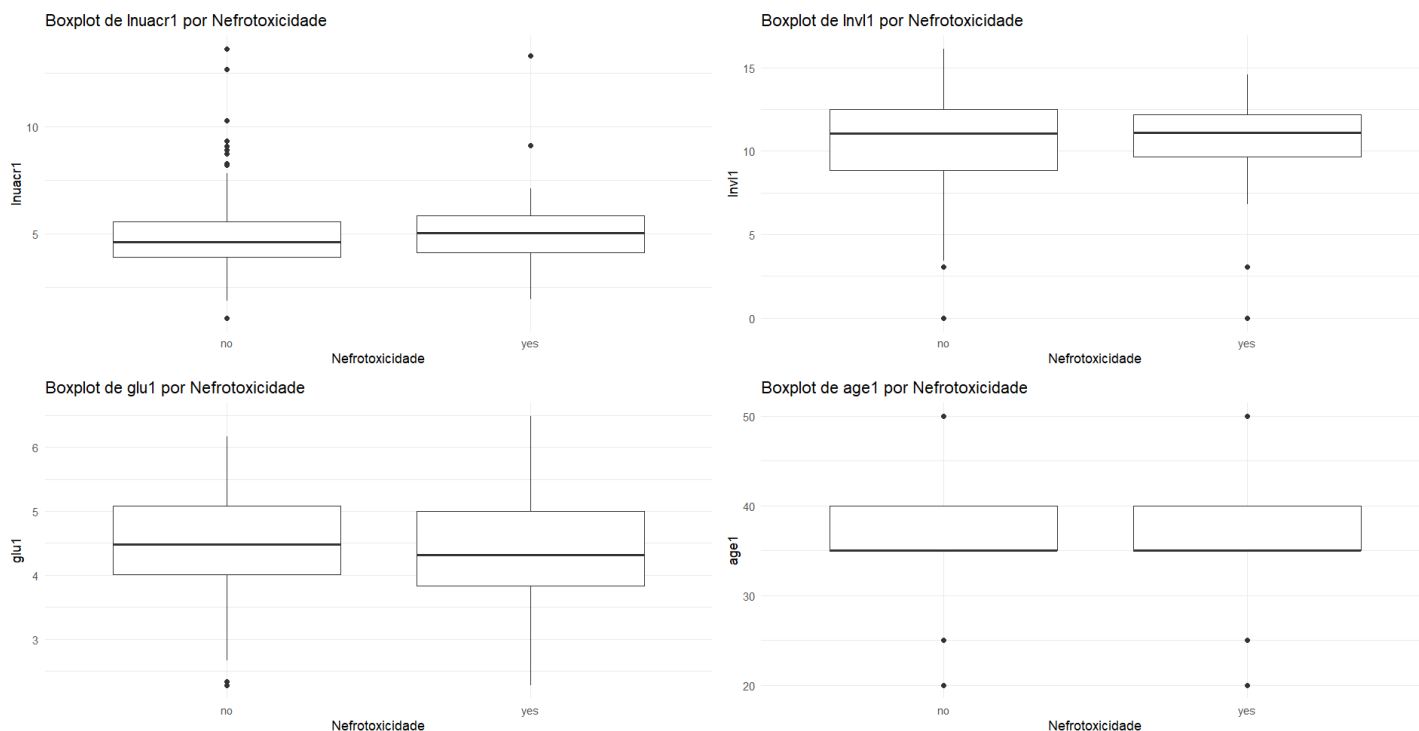 Boxplot de lnuacr1 por Nefrotoxicidade
10
5
lnuacr1
no
yes
Nefrotoxicidade
Boxplot de lnvl1 por Nefrotoxicidade
15
10
5
0
lnvl1
no
yes
Nefrotoxicidade
Boxplot de glu1 por Nefrotoxicidade
6
5
4
3
glu1
no
yes
Nefrotoxicidade
Boxplot de age1 por Nefrotoxicidade
50
40
30
20
age1
no
yes
Nefrotoxicidade